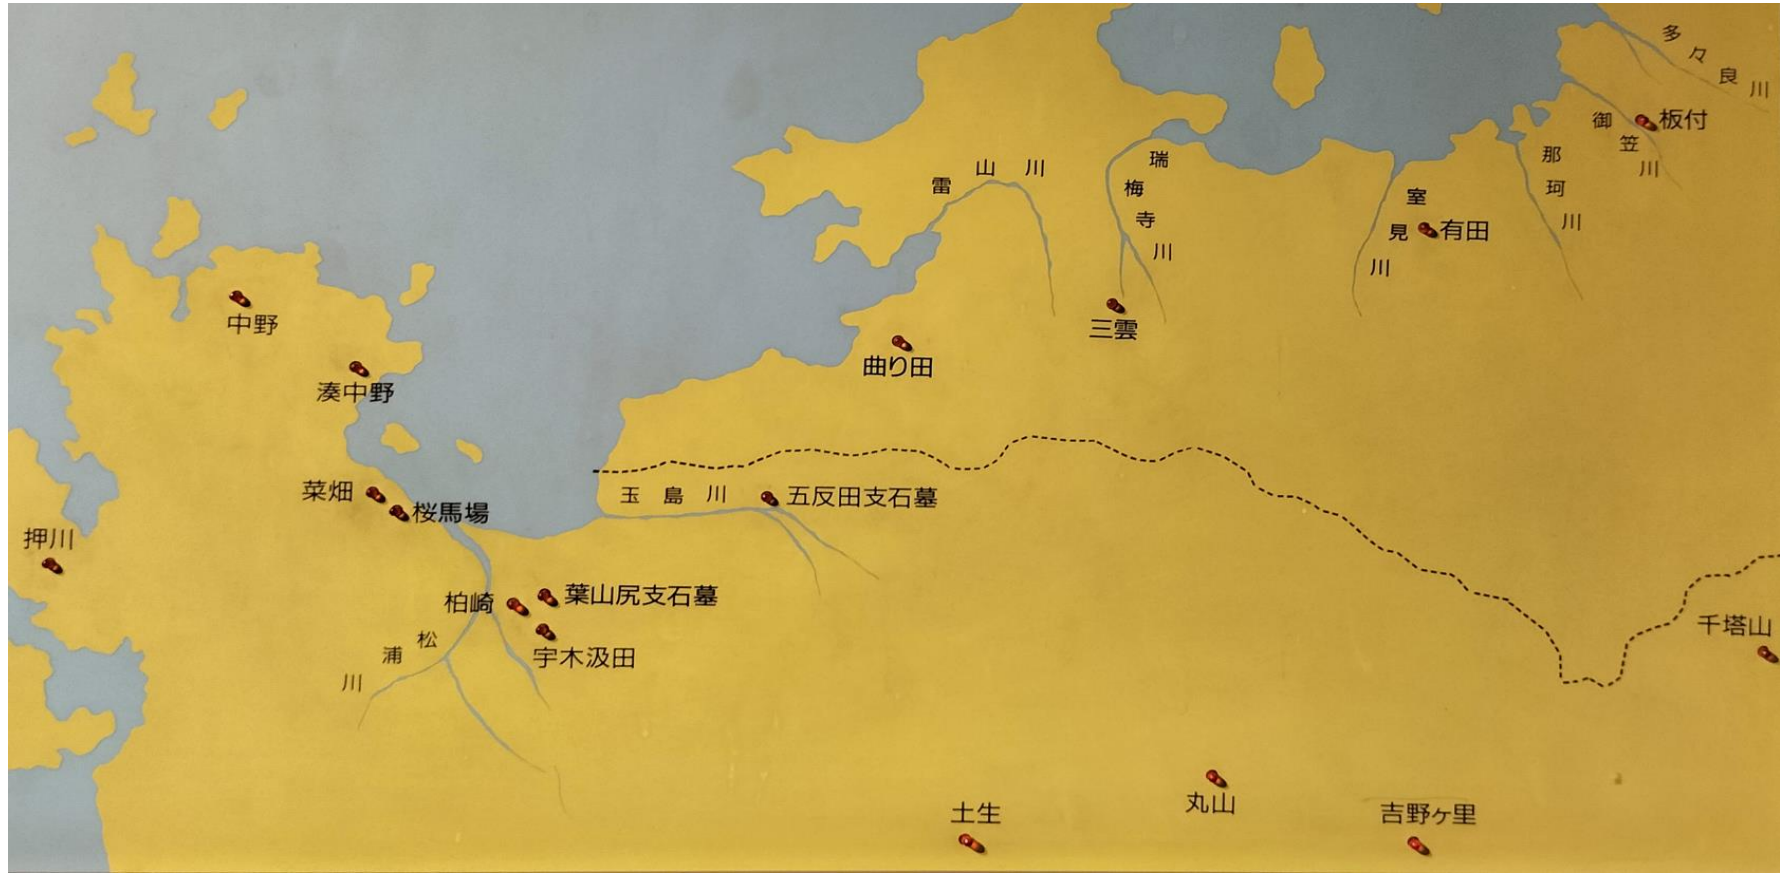 多々良川
御笠川
板付
那珂川
室見川
有田
瑞梅寺川
雷山川
三雲
曲り田
中野
湊中野
菜畑
桜馬場
玉島川
五反田支石墓
押川
柏崎
葉山尻支石墓
宇木汲田
松浦川
千塔山
土生
丸山
吉野ヶ里